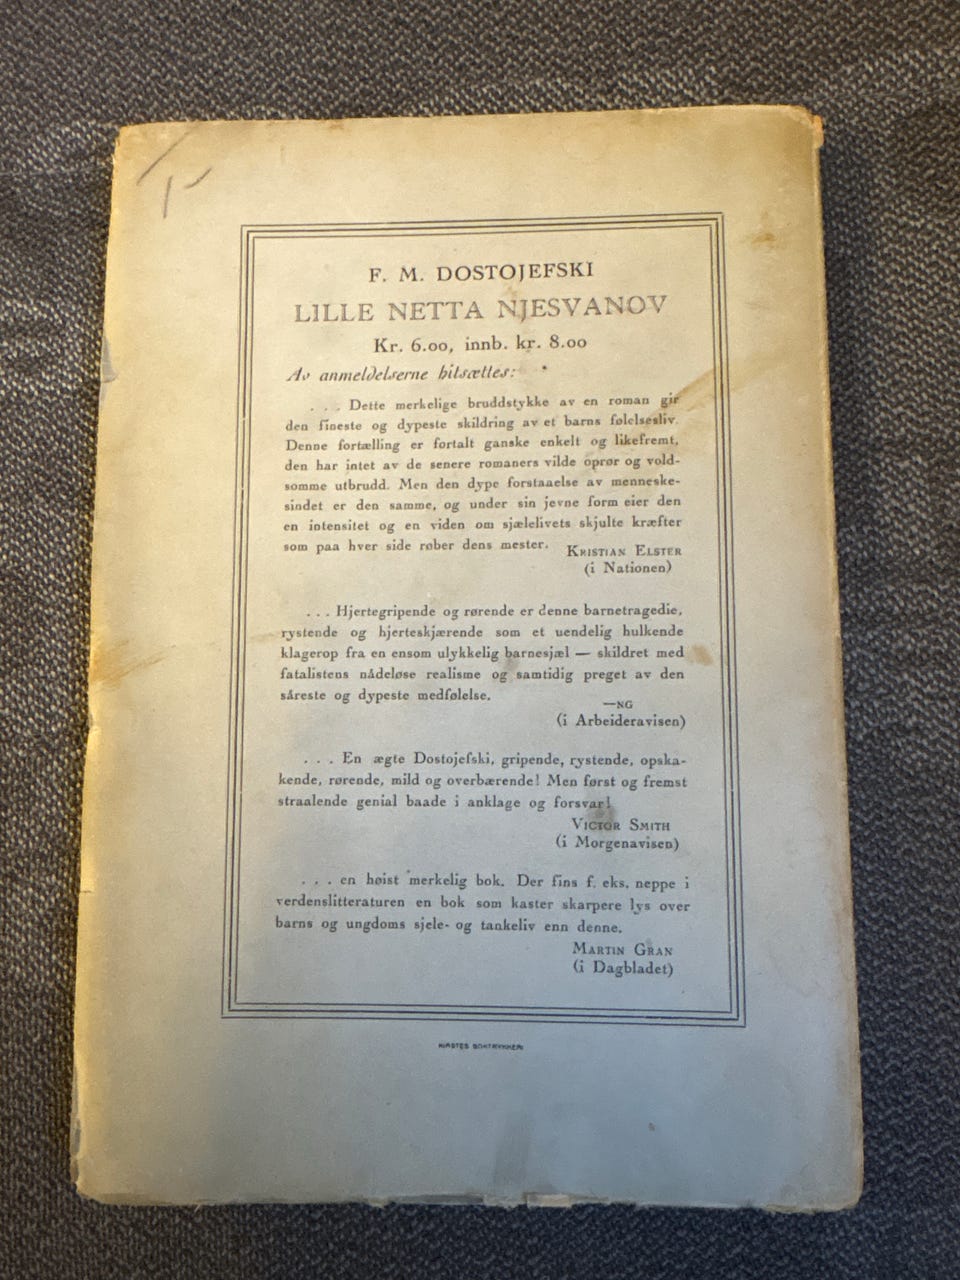 1-
F. M. DOSTOJEFSKI
LILLE NETTA NJESVANOV
Kr. 6.00, innb. kr. 8.00
Av anmeldelserne hitsættes:
. . . Dette merkelige bruddstykke av en roman gir
den fineste og dypeste skildring av et barns følelsesliv.
Denne fortælling er fortalt ganske enkelt og likefremt,
den har intet av de senere romaners vilde oprør og vold-
somme utbrudd. Men den dype forstaaelse av menneske-
sindet er den samme, og under sin jevne form eier den
en intensitet og en viden om sjælelivets skjulte kræfter
som paa hver side røber dens mester.
KRISTIAN ELSTER
(i Nationen)
. . . Hjertegripende og rørende er denne barnetragedie,
rystende og hjerteskjærende som et uendelig hulkende
klagerop fra en ensom ulykkelig barnesjæl — skildret med
fatalistens nådeløse realisme og samtidig preget av den
såreste og dypeste medfølelse.
—NG
(i Arbeideravisen)
. . . En ægte Dostojefski, gripende, rystende, opska-
kende, rørende, mild og overbærende! Men først og fremst
straalende genial baade i anklage og forsvar!
VICTOR SMITH
(i Morgenavisen)
. . . en høist merkelig bok. Der fins f. eks. neppe i
verdenslitteraturen en bok som kaster skarpere lys over
barns og ungdoms sjele- og tankeliv enn denne.
MARTIN GRAN
(i Dagbladet)
KIRSTES BOKTRYKKERI